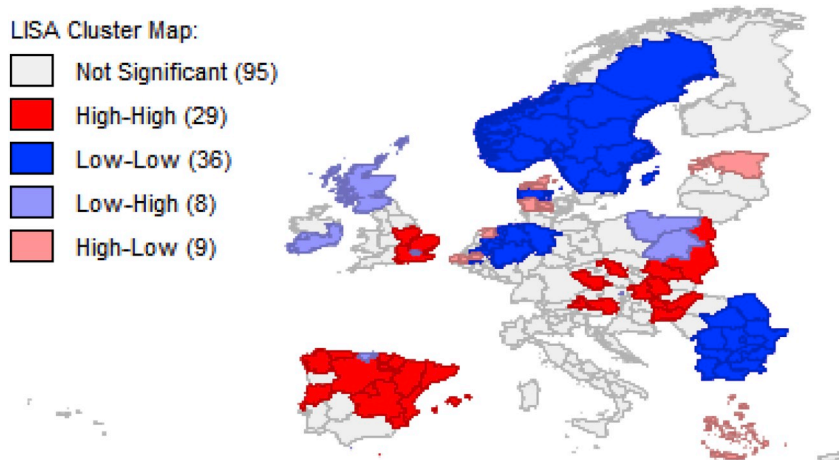 LISA Cluster Map:
Not Significant (95)
High-High (29)
Low-Low (36)
Low-High (8)
High-Low (9)